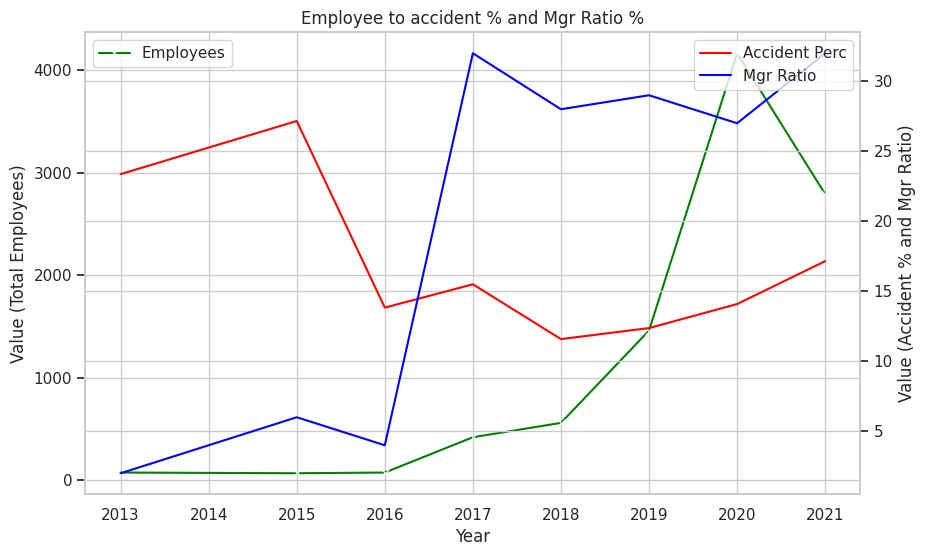 Employee to accident % and Mgr Ratio %
Employees
Accident Perc
Mgr Ratio
Value (Total Employees)
4000
3000
2000
1000
0
Value (Accident % and Mgr Ratio)
30
25
20
15
10
5
2013 2014 2015 2016 2017 2018 2019 2020 2021
Year